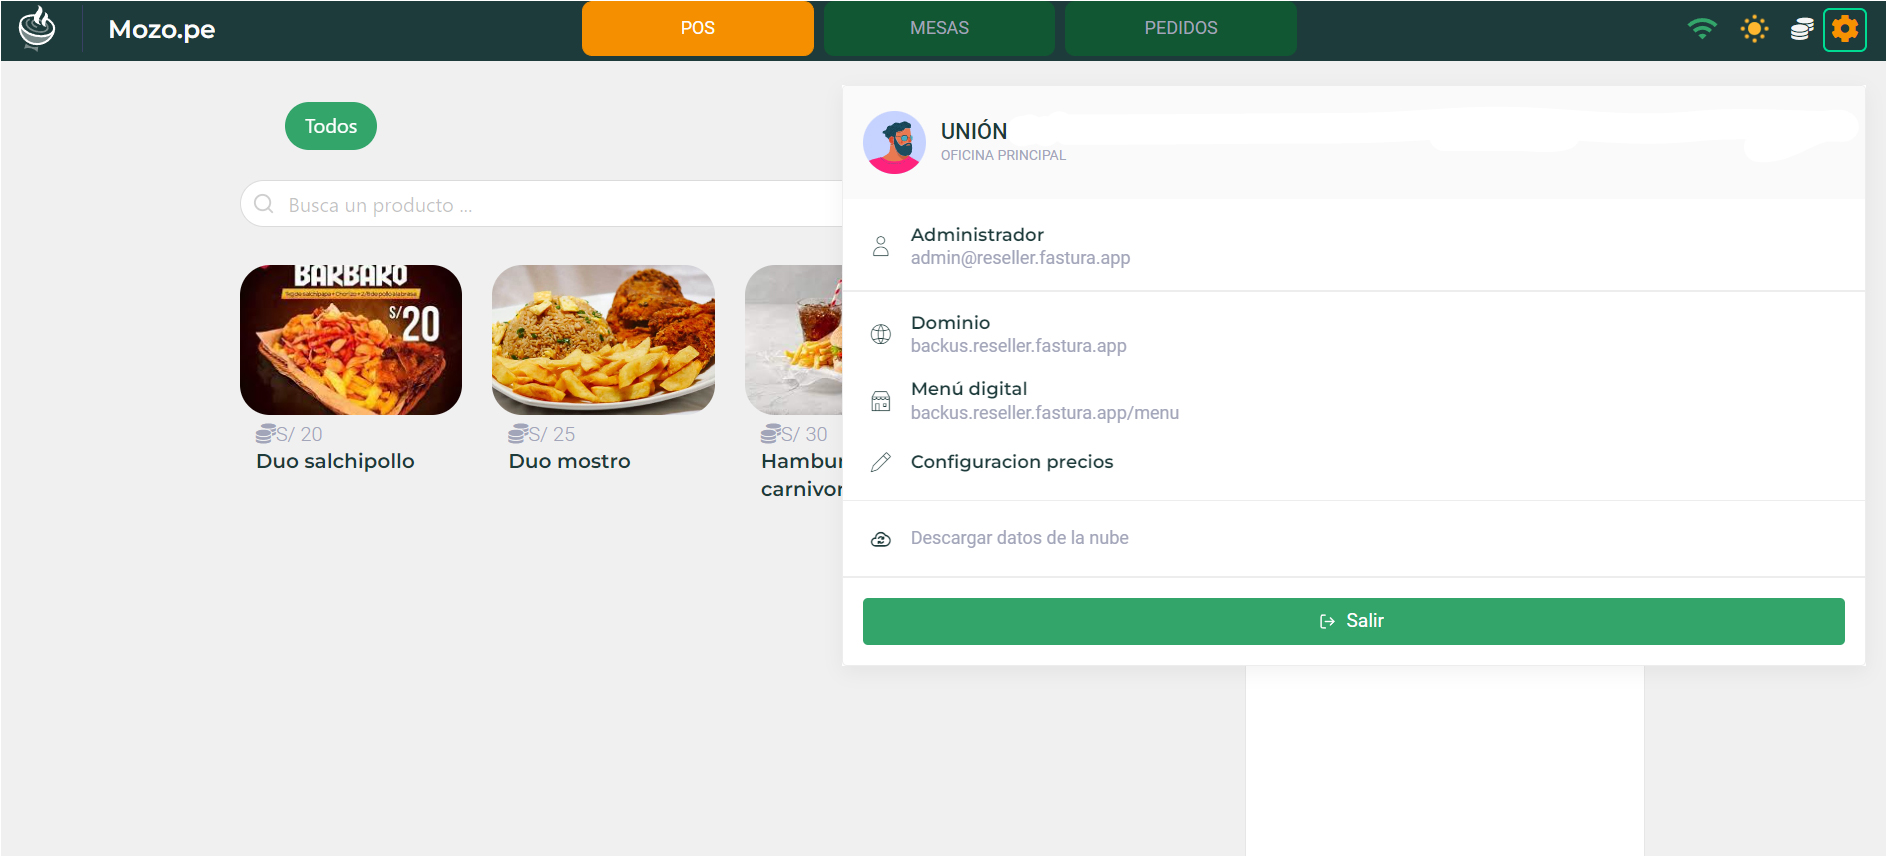 Mozo.pe
POS
MESAS
PEDIDOS
Todos
Busca un producto ...
BARBARO
S/20
S/ 20
Duo salchipollo
S/ 25
Duo mostro
S/ 30
Hambur
carnivor
UNIÓN
OFICINA PRINCIPAL
Administrador
admin@reseller.fastura.app
Dominio
backus.reseller.fastura.app
Menú digital
backus.reseller.fastura.app/menu
Configuracion precios
Descargar datos de la nube
Salir